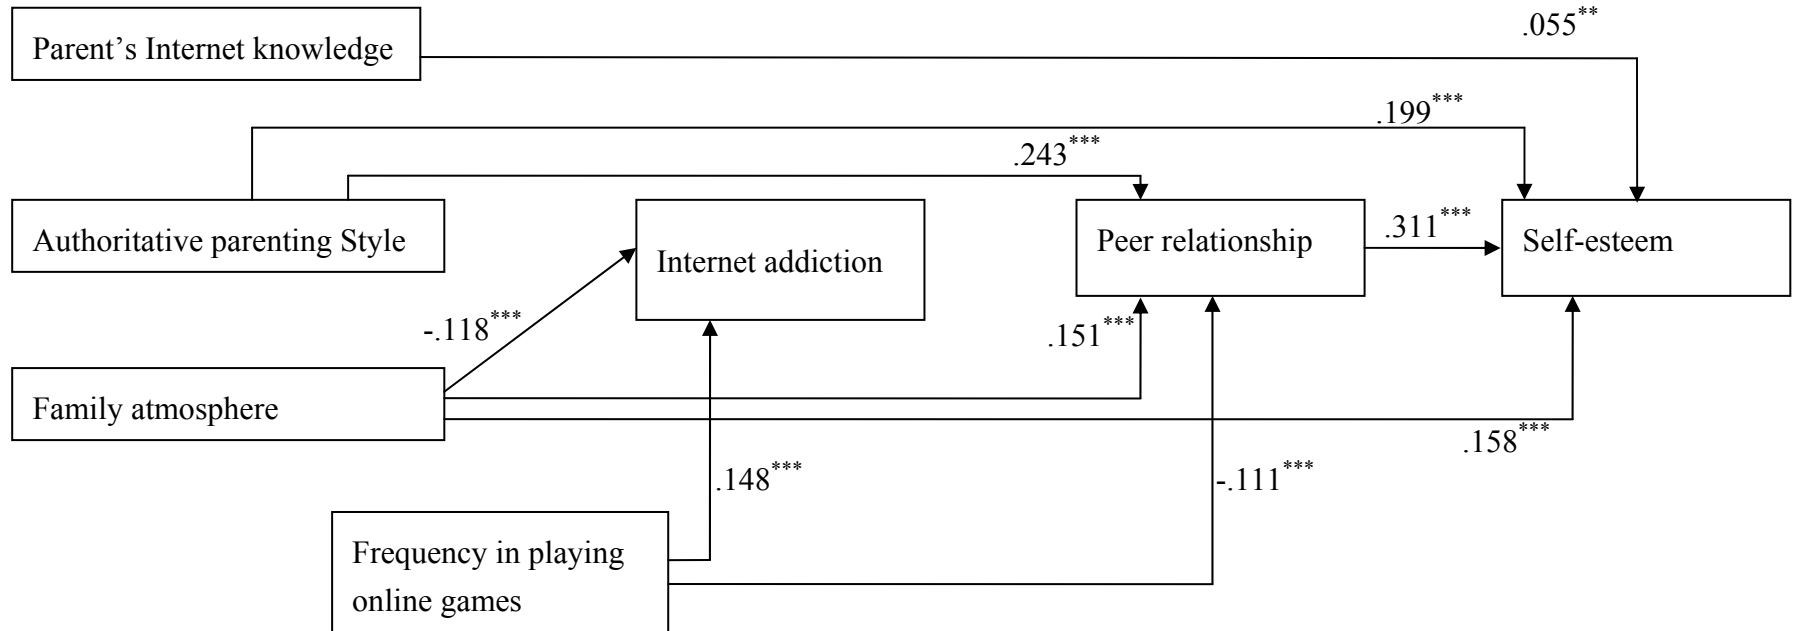 .055**
Parent’s Internet knowledge
.199***
.243***
Authoritative parenting Style
Internet addiction
Peer relationship
.311***
Self-esteem
-.118***
.151***
Family atmosphere
.158***
.148***
-.111***
Frequency in playing
online games